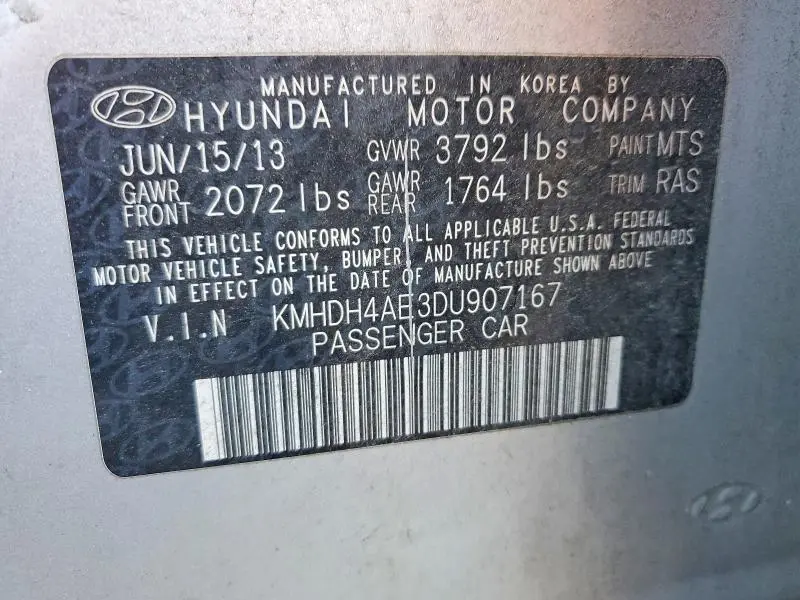 MANUFACTURED IN KOREA BY
HYUNDAI MOTOR COMPANY
JUN/15/13 GVWR 3792 lbs PAINT MTS
GAWR FRONT 2072 lbs GAWR REAR 1764 lbs TRIM RAS
THIS VEHICLE CONFORMS TO ALL APPLICABLE U.S.A. FEDERAL
MOTOR VEHICLE SAFETY, BUMPER, AND THEFT PREVENTION STANDARDS
IN EFFECT ON THE DATE OF MANUFACTURE SHOWN ABOVE
V.I.N KMHDH4AE3DU907167
PASSENGER CAR